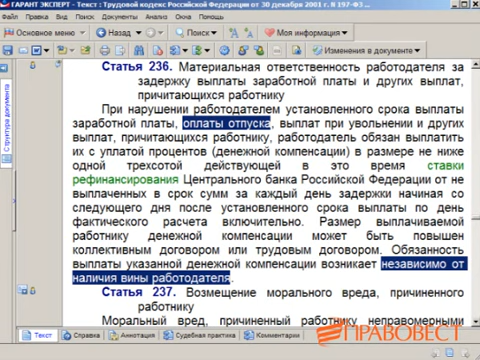 ГАРАНТ ЭКСПЕРТ - Текст : Трудовой кодекс Российской Федерации от 30 декабря 2001 г. N 197-ФЗ ...
Файл Правка Вид Поиск Документы Анализ Окна Помощь
Основное меню Назад Поиск Моя информация
Изменения в документе
Структура документа
Статья 236. Материальная ответственность работодателя за
задержку выплаты заработной платы и других выплат,
причитающихся работнику
При нарушении работодателем установленного срока выплаты
заработной платы, оплаты отпуска, выплат при увольнении и других
выплат, причитающихся работнику, работодатель обязан выплатить
их с уплатой процентов (денежной компенсации) в размере не ниже
одной трехсотой действующей в это время ставки
рефинансирования Центрального банка Российской Федерации от не
выплаченных в срок сумм за каждый день задержки начиная со
следующего дня после установленного срока выплаты по день
фактического расчета включительно. Размер выплачиваемой
работнику денежной компенсации может быть повышен
коллективным договором или трудовым договором. Обязанность
выплаты указанной денежной компенсации возникает независимо от
наличия вины работодателя.
Статья 237. Возмещение морального вреда, причиненного
работнику
Моральный вред, причиненный работнику неправомерными
ПРАВОВЕСТ
Текст Справка Аннотация Судебная практика Комментарии